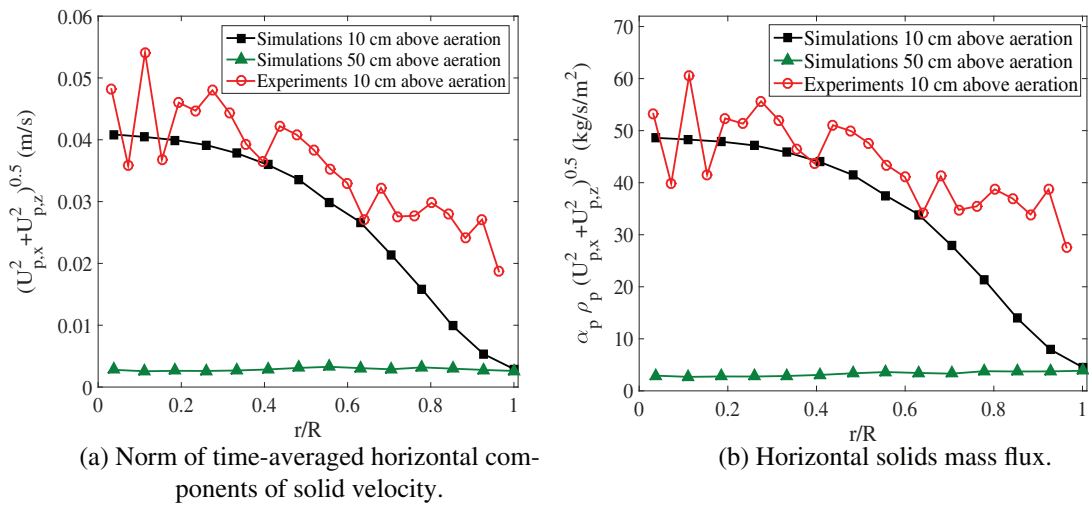 0.06
0.05
0.04
0.03
0.02
0.01
0
(U²p,x +U²p,z)^0.5 (m/s)
Simulations 10 cm above aeration
Simulations 50 cm above aeration
Experiments 10 cm above aeration
0 0.2 0.4 0.6 0.8 1
r/R
(a) Norm of time-averaged horizontal com-
ponents of solid velocity.
70
60
50
40
30
20
10
0
αp ρp (U²p,x +U²p,z)^0.5 (kg/s/m²)
Simulations 10 cm above aeration
Simulations 50 cm above aeration
Experiments 10 cm above aeration
0 0.2 0.4 0.6 0.8 1
r/R
(b) Horizontal solids mass flux.